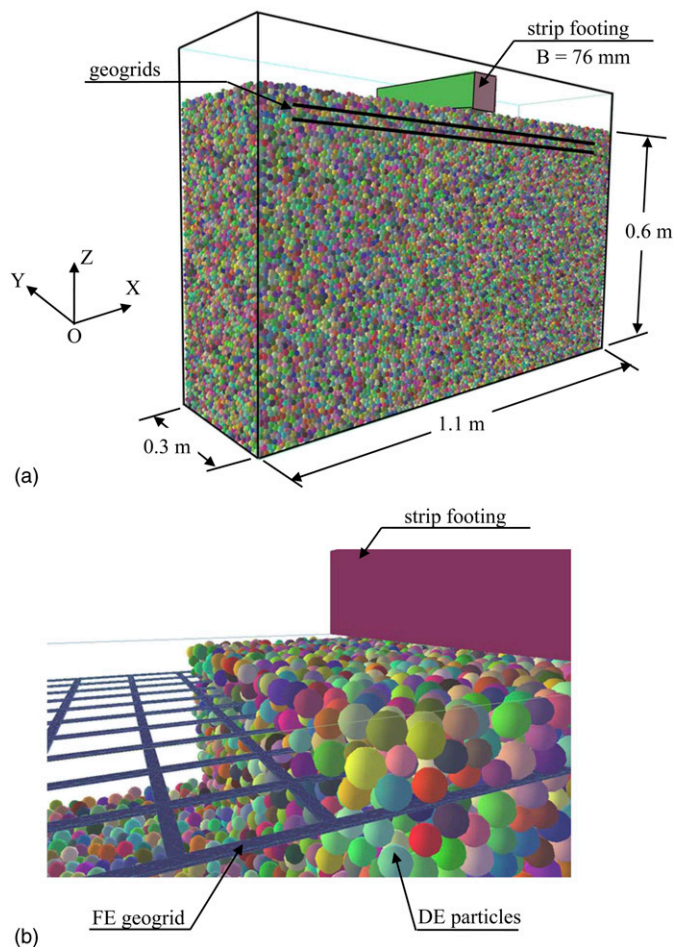 strip footing
B = 76 mm
geogrids
0.6 m
Z
Y
X
O
1.1 m
0.3 m
(a)
strip footing
FE geogrid
DE particles
(b)